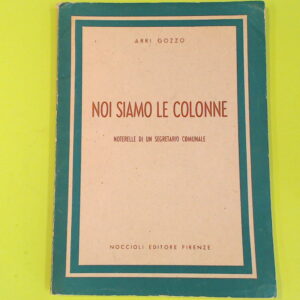 ARRI GOZZO
NOI SIAMO LE COLONNE
NOTERELLE DI UN SEGRETARIO COMUNALE
NOCCIOLI EDITORE FIRENZE